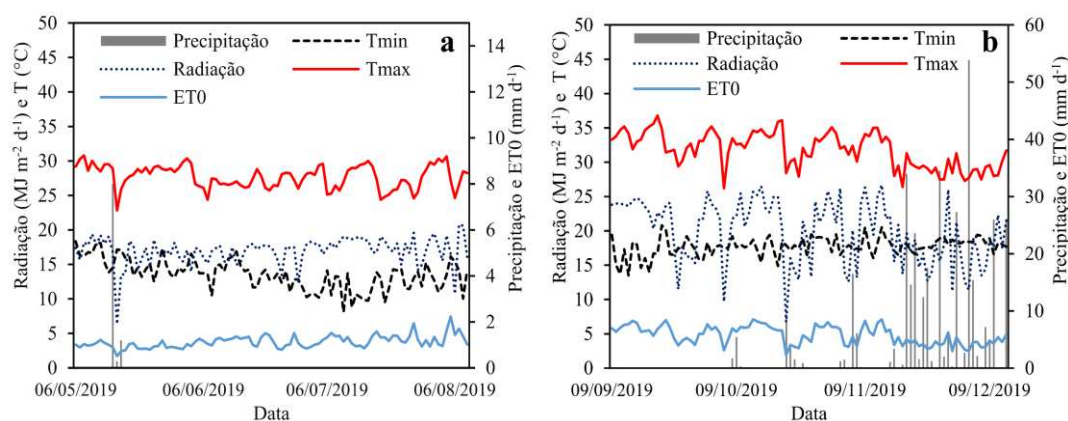 a
Precipitação
Tmin
Radiação
Tmax
ET0
Radiação (MJ m⁻² d⁻¹) e T (°C)
50
45
40
35
30
25
20
15
10
5
0
Precipitação e ET0 (mm d⁻¹)
14
12
10
8
6
4
2
0
06/05/2019 06/06/2019 06/07/2019 06/08/2019
Data
b
Precipitação
Tmin
Radiação
Tmax
ET0
Radiação (MJ m⁻² d⁻¹) e T (°C)
50
45
40
35
30
25
20
15
10
5
0
Precipitação e ET0 (mm d⁻¹)
60
50
40
30
20
10
0
09/09/2019 09/10/2019 09/11/2019 09/12/2019
Data